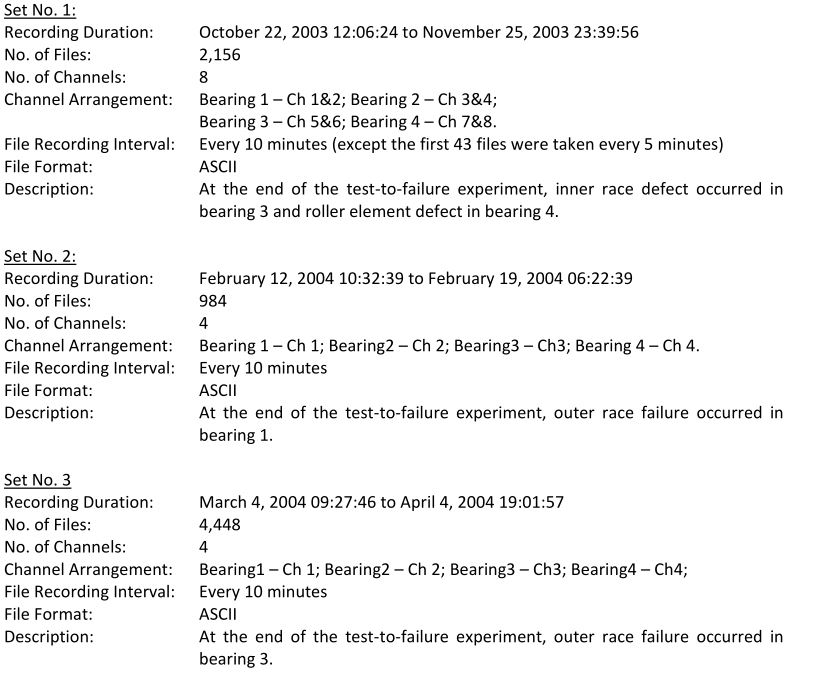 Set No. 1:
Recording Duration: October 22, 2003 12:06:24 to November 25, 2003 23:39:56
No. of Files: 2,156
No. of Channels: 8
Channel Arrangement: Bearing 1 – Ch 1&2; Bearing 2 – Ch 3&4;
Bearing 3 – Ch 5&6; Bearing 4 – Ch 7&8.
File Recording Interval: Every 10 minutes (except the first 43 files were taken every 5 minutes)
File Format: ASCII
Description: At the end of the test-to-failure experiment, inner race defect occurred in
bearing 3 and roller element defect in bearing 4.
Set No. 2:
Recording Duration: February 12, 2004 10:32:39 to February 19, 2004 06:22:39
No. of Files: 984
No. of Channels: 4
Channel Arrangement: Bearing 1 – Ch 1; Bearing2 – Ch 2; Bearing3 – Ch3; Bearing 4 – Ch 4.
File Recording Interval: Every 10 minutes
File Format: ASCII
Description: At the end of the test-to-failure experiment, outer race failure occurred in
bearing 1.
Set No. 3
Recording Duration: March 4, 2004 09:27:46 to April 4, 2004 19:01:57
No. of Files: 4,448
No. of Channels: 4
Channel Arrangement: Bearing1 – Ch 1; Bearing2 – Ch 2; Bearing3 – Ch3; Bearing4 – Ch4;
File Recording Interval: Every 10 minutes
File Format: ASCII
Description: At the end of the test-to-failure experiment, outer race failure occurred in
bearing 3.